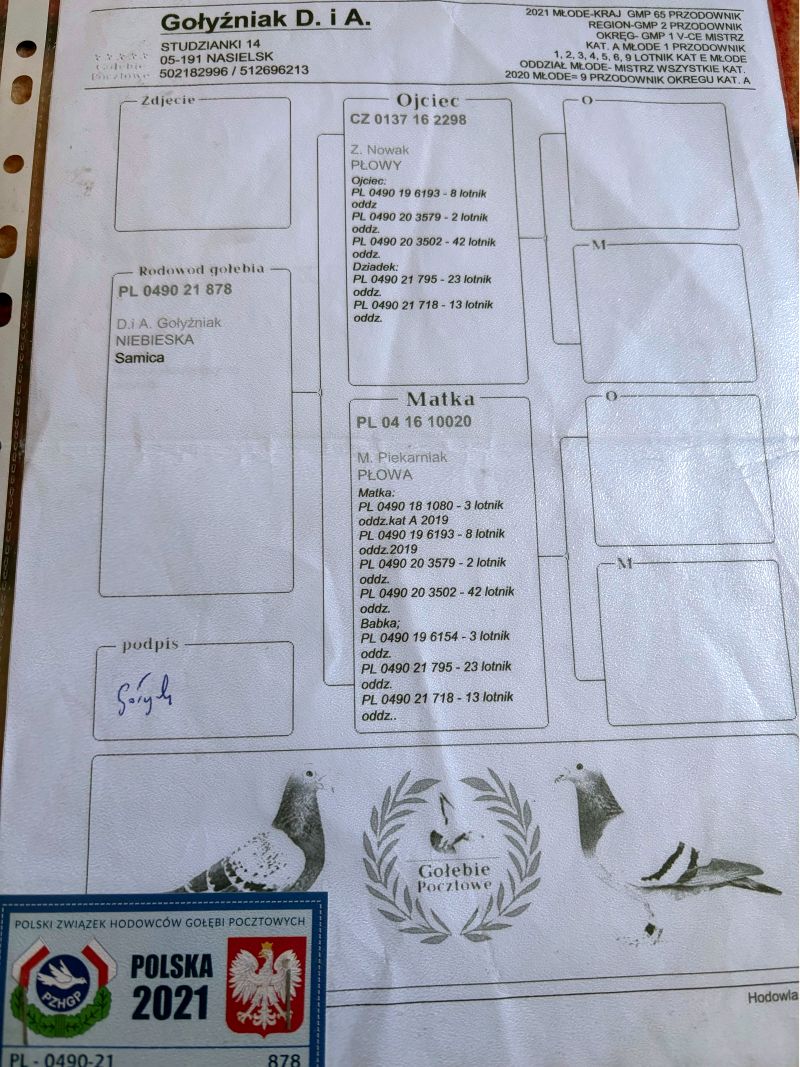 Gołyźniak D. i A.
STUDZIANKI 14
05-191 NASIELSK
502182996 / 512696213
Gołębie
Pocztowe
2021 MŁODE-KRAJ GMP 65 PRZODOWNIK
REGION-GMP 2 PRZODOWNIK
OKRĘG- GMP 1 V-CE MISTRZ
KAT. A MŁODE 1 PRZODOWNIK
1, 2, 3, 4, 5, 6, 9 LOTNIK KAT E MŁODE
ODDZIAŁ MŁODE- MISTRZ WSZYSTKIE KAT.
2020 MŁODE= 9 PRZODOWNIK OKREGU KAT. A
Zdjęcie
Rodowód gołębia
PL 0490 21 878
D.i A. Gołyźniak
NIEBIESKA
Samica
podpis
Ojciec
CZ 0137 16 2298
Z. Nowak
PŁOWY
Ojciec:
PL 0490 19 6193 - 8 lotnik
oddz
PL 0490 20 3579 - 2 lotnik
oddz.
PL 0490 20 3502 - 42 lotnik
oddz.
Dziadek:
PL 0490 21 795 - 23 lotnik
oddz.
PL 0490 21 718 - 13 lotnik
oddz.
Matka
PL 04 16 10020
M. Piekarniak
PŁOWA
Matka:
PL 0490 18 1080 - 3 lotnik
oddz.kat A 2019
PL 0490 19 6193 - 8 lotnik
oddz.2019
PL 0490 20 3579 - 2 lotnik
oddz.
PL 0490 20 3502 - 42 lotnik
oddz.
Babka;
PL 0490 19 6154 - 3 lotnik
oddz.
PL 0490 21 795 - 23 lotnik
oddz.
PL 0490 21 718 - 13 lotnik
oddz..
O
M
O
M
Gołębie
Pocztowe
Hodowla
POLSKI ZWIĄZEK HODOWCÓW GOŁĘBI POCZTOWYCH
PZHGP
POLSKA
2021
PL - 0490-21 878